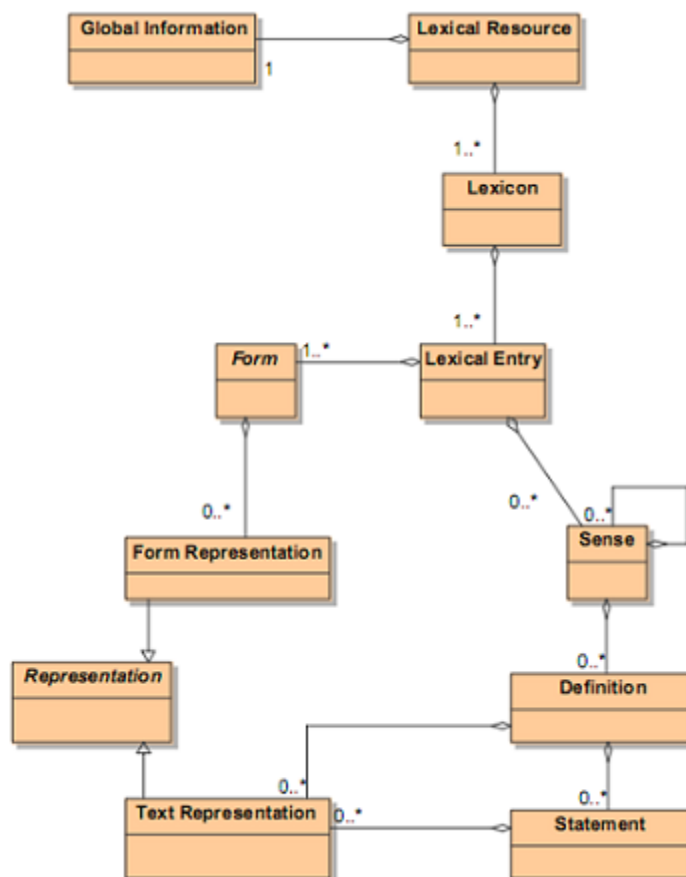 Global Information
Lexical Resource
1
1..*
Lexicon
1..*
Form
1..*
Lexical Entry
0..*
0..*
0..*
Form Representation
Sense
Representation
0..*
Definition
0..*
0..*
Text Representation
0..*
Statement